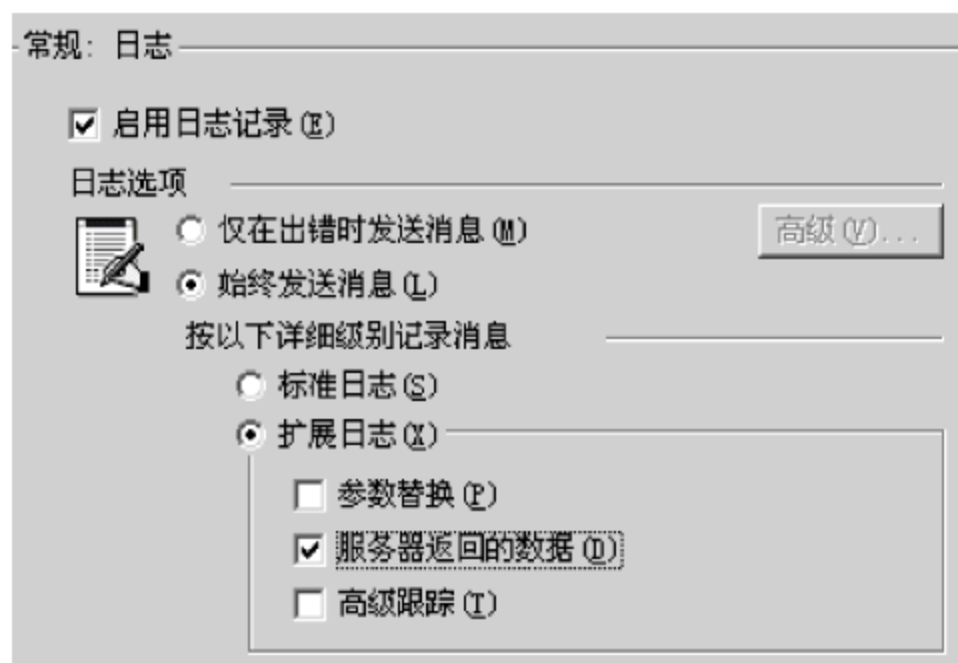 常规: 日志
启用日志记录(E)
日志选项
仅在出错时发送消息(M)
高级(V)...
始终发送消息(L)
按以下详细级别记录消息
标准日志(S)
扩展日志(X)
参数替换(P)
服务器返回的数据(D)
高级跟踪(T)